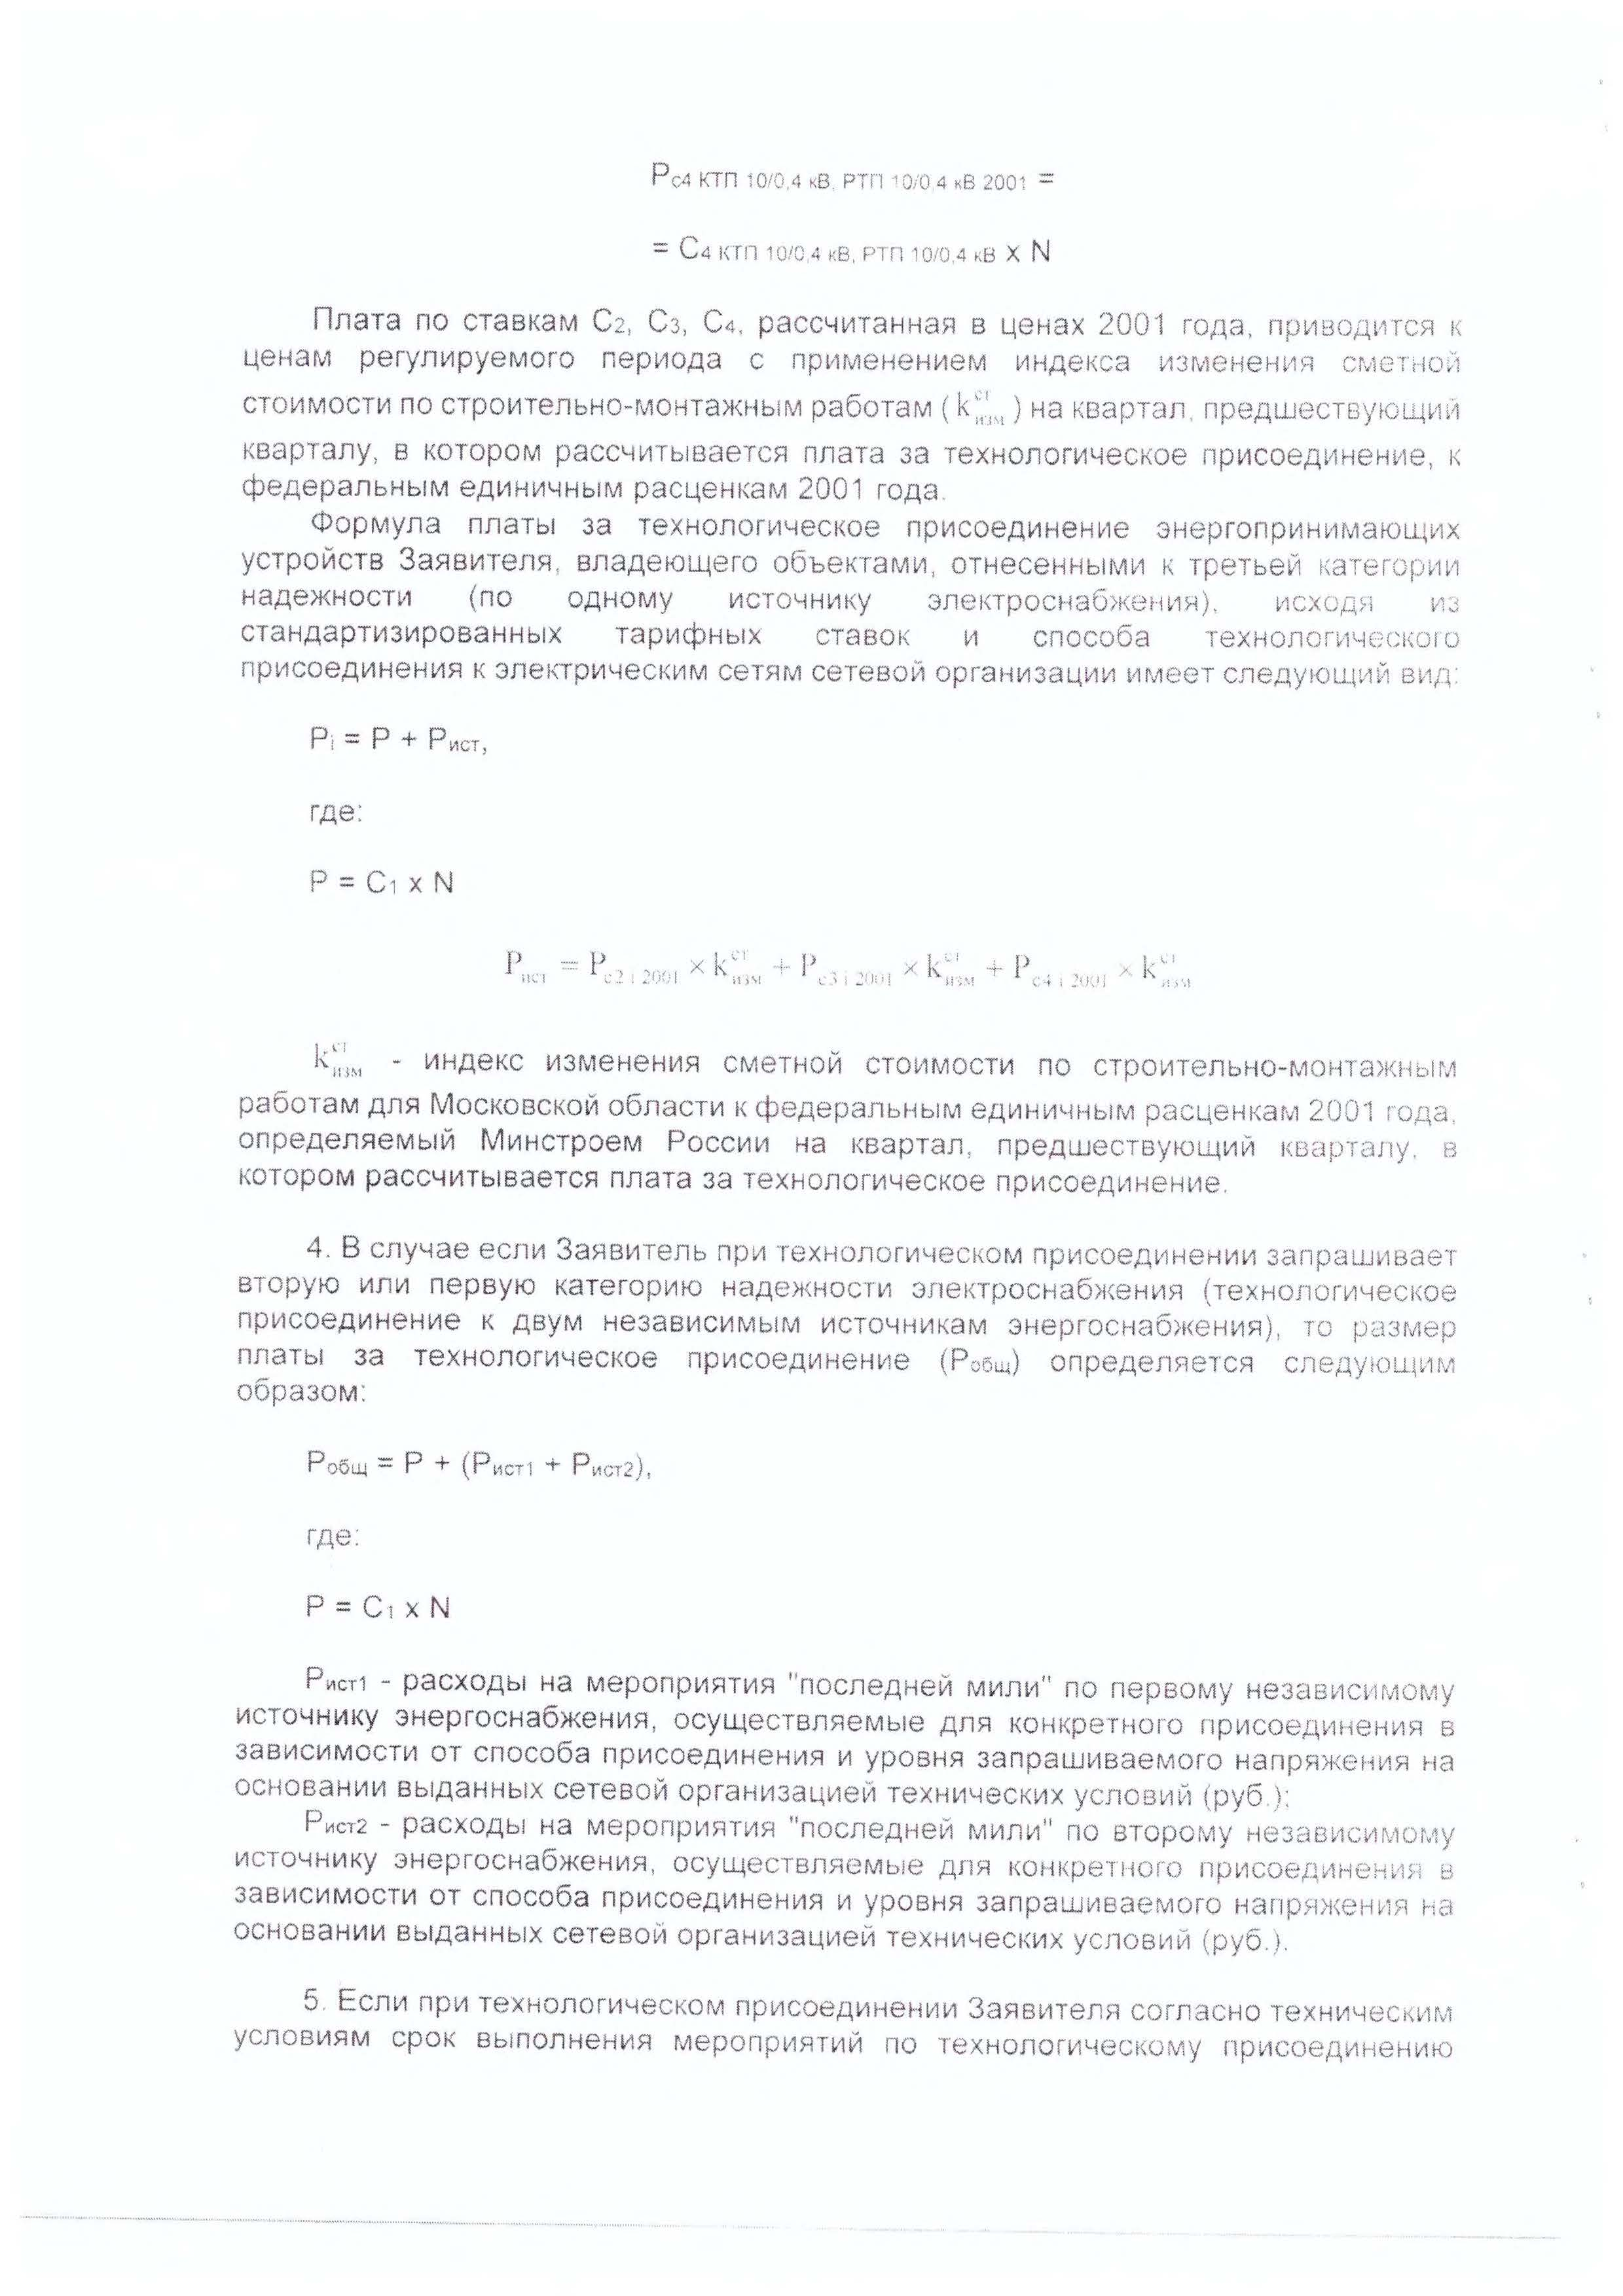 Рс4 КТП 10/0,4 кВ, РТП 10/0,4 кВ 2001 =
= С4 КТП 10/0,4 кВ, РТП 10/0,4 кВ x N
Плата по ставкам С2, С3, С4, рассчитанная в ценах 2001 года, приводится к
ценам регулируемого периода с применением индекса изменения сметной
стоимости по строительно-монтажным работам ( k ст изм ) на квартал, предшествующий
кварталу, в котором рассчитывается плата за технологическое присоединение, к
федеральным единичным расценкам 2001 года.
Формула платы за технологическое присоединение энергопринимающих
устройств Заявителя, владеющего объектами, отнесенными к третьей категории
надежности (по одному источнику электроснабжения), исходя из
стандартизированных тарифных ставок и способа технологического
присоединения к электрическим сетям сетевой организации имеет следующий вид:
Рi = Р + Рист,
где:
Р = С1 x N
Рист = Рс2 i 2001 × k ст изм + Рс3 i 2001 × k ст изм + Рс4 i 2001 × k ст изм
k ст изм - индекс изменения сметной стоимости по строительно-монтажным
работам для Московской области к федеральным единичным расценкам 2001 года,
определяемый Минстроем России на квартал, предшествующий кварталу, в
котором рассчитывается плата за технологическое присоединение.
4. В случае если Заявитель при технологическом присоединении запрашивает
вторую или первую категорию надежности электроснабжения (технологическое
присоединение к двум независимым источникам энергоснабжения), то размер
платы за технологическое присоединение (Робщ) определяется следующим
образом:
Робщ = Р + (Рист1 + Рист2),
где:
Р = С1 x N
Рист1 - расходы на мероприятия "последней мили" по первому независимому
источнику энергоснабжения, осуществляемые для конкретного присоединения в
зависимости от способа присоединения и уровня запрашиваемого напряжения на
основании выданных сетевой организацией технических условий (руб.);
Рист2 - расходы на мероприятия "последней мили" по второму независимому
источнику энергоснабжения, осуществляемые для конкретного присоединения в
зависимости от способа присоединения и уровня запрашиваемого напряжения на
основании выданных сетевой организацией технических условий (руб.).
5. Если при технологическом присоединении Заявителя согласно техническим
условиям срок выполнения мероприятий по технологическому присоединению